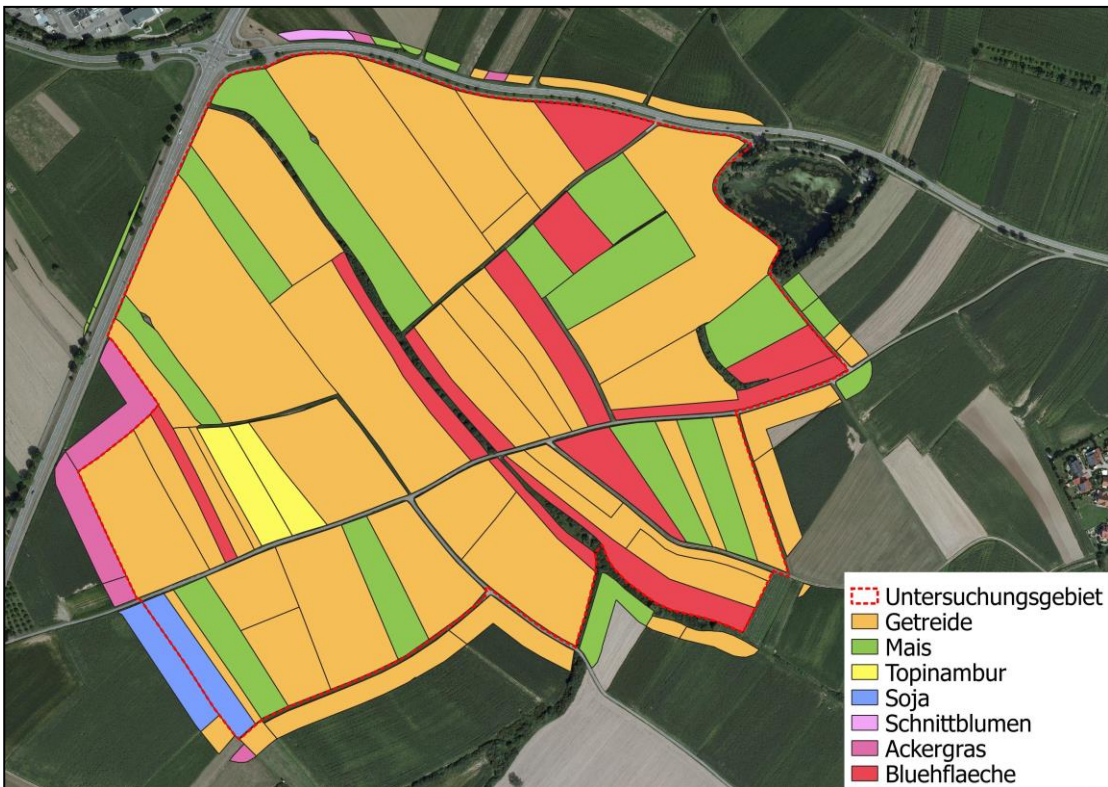 Untersuchungsgebiet
Getreide
Mais
Topinambur
Soja
Schnittblumen
Ackergras
Bluehflaeche